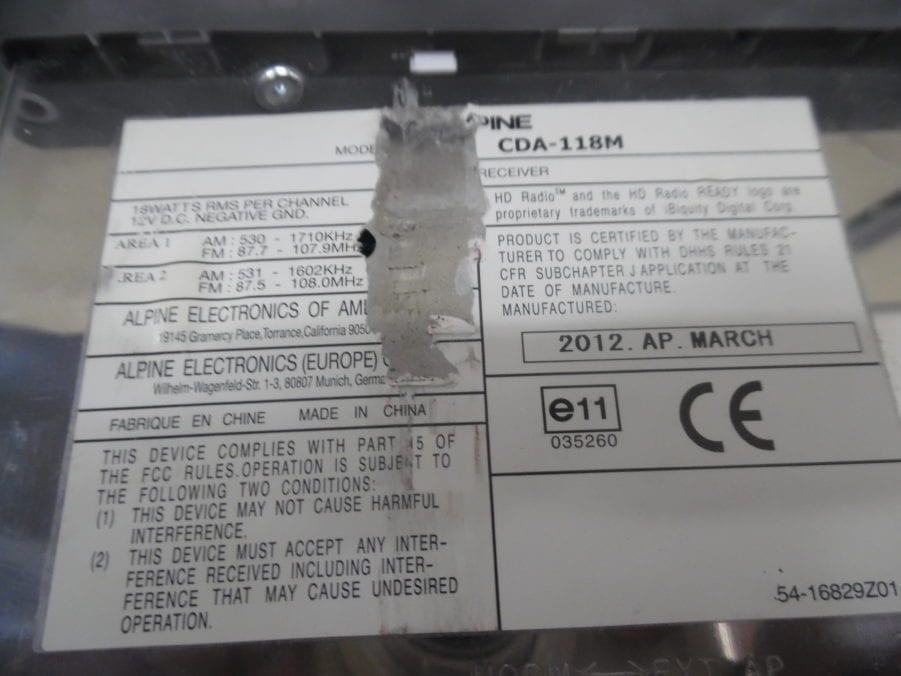 PINE
MODE CDA-118M
RECEIVER
18WATTS RMS PER CHANNEL
12V D.C. NEGATIVE GND.
AREA 1 AM : 530 - 1710KHz
FM : 87.7 - 107.9MHz
AREA 2 AM : 531 - 1602KHz
FM : 87.5 - 108.0MHz
ALPINE ELECTRONICS OF AM
19145 Gramercy Place, Torrance, California 905
ALPINE ELECTRONICS (EUROPE) G
Wilhelm-Wagenfeld-Str. 1-3, 80807 Munich, Germa
FABRIQUE EN CHINE MADE IN CHINA
THIS DEVICE COMPLIES WITH PART 15 OF
THE FCC RULES. OPERATION IS SUBJECT TO
THE FOLLOWING TWO CONDITIONS:
(1) THIS DEVICE MAY NOT CAUSE HARMFUL
INTERFERENCE.
(2) THIS DEVICE MUST ACCEPT ANY INTER-
FERENCE RECEIVED INCLUDING INTER-
FERENCE THAT MAY CAUSE UNDESIRED
OPERATION.
HD Radio™ and the HD Radio READY logo are
proprietary trademarks of iBiquity Digital Corp.
PRODUCT IS CERTIFIED BY THE MANUFAC-
TURER TO COMPLY WITH DHHS RULES 21
CFR SUBCHAPTER J APPLICATION AT THE
DATE OF MANUFACTURE.
MANUFACTURED:
2012. AP. MARCH
e11
035260
CE
54-16829Z01